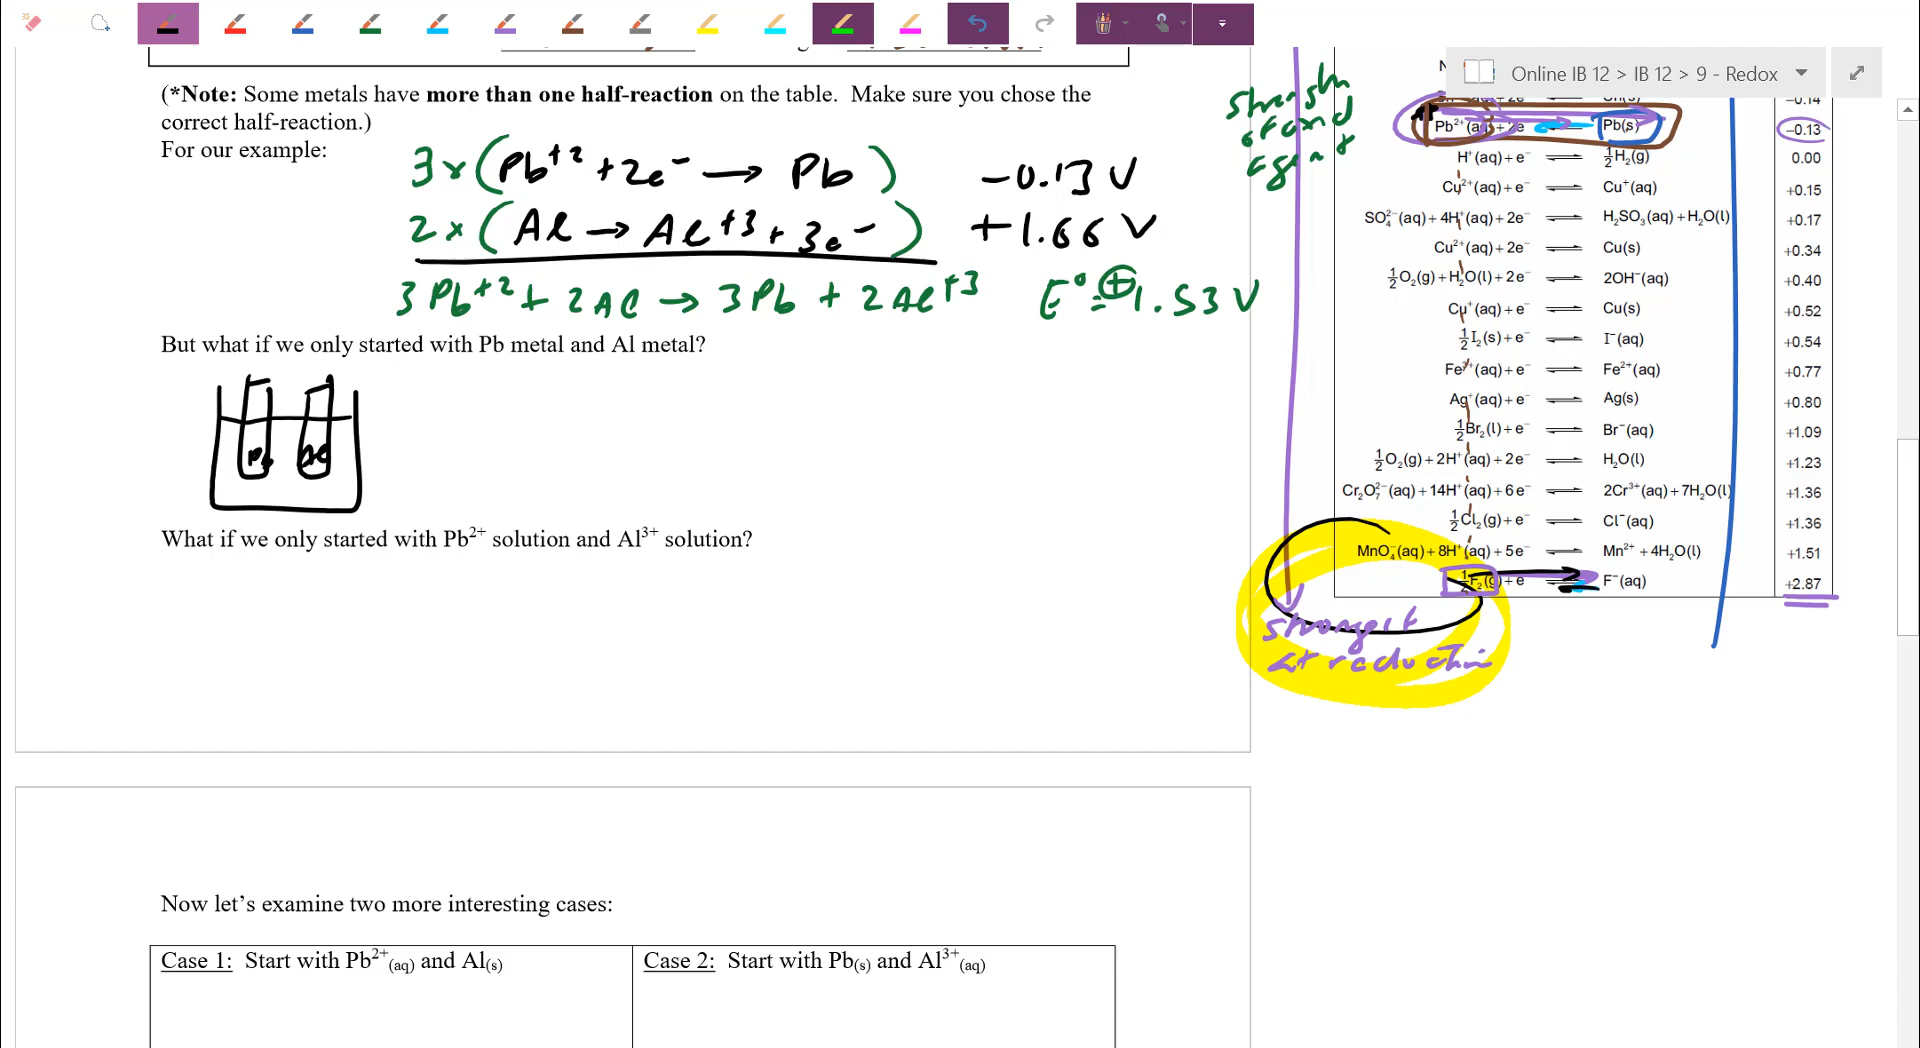 Online IB 12 > IB 12 > 9 - Redox
(*Note: Some metals have more than one half-reaction on the table. Make sure you chose the
correct half-reaction.)
For our example:
3 x (Pb⁺² + 2e⁻ → Pb) -0.13 V
2 x (Al → Al⁺³ + 3e⁻) +1.66 V
3 Pb⁺² + 2Al → 3Pb + 2Al⁺³ E° = +1.53 V
But what if we only started with Pb metal and Al metal?
Pb Al
What if we only started with Pb²⁺ solution and Al³⁺ solution?
Now let's examine two more interesting cases:
Case 1: Start with Pb²⁺(aq) and Al(s)
Case 2: Start with Pb(s) and Al³⁺(aq)
Sn(s) -0.14
Pb²⁺(aq) + 2e⁻ Pb(s) -0.13
H⁺(aq) + e⁻ ⇌ ½H₂(g) 0.00
Cu²⁺(aq) + e⁻ ⇌ Cu⁺(aq) +0.15
SO₄²⁻(aq) + 4H⁺(aq) + 2e⁻ ⇌ H₂SO₃(aq) + H₂O(l) +0.17
Cu²⁺(aq) + 2e⁻ ⇌ Cu(s) +0.34
½O₂(g) + H₂O(l) + 2e⁻ ⇌ 2OH⁻(aq) +0.40
Cu⁺(aq) + e⁻ ⇌ Cu(s) +0.52
½I₂(s) + e⁻ ⇌ I⁻(aq) +0.54
Fe³⁺(aq) + e⁻ ⇌ Fe²⁺(aq) +0.77
Ag⁺(aq) + e⁻ ⇌ Ag(s) +0.80
½Br₂(l) + e⁻ ⇌ Br⁻(aq) +1.09
½O₂(g) + 2H⁺(aq) + 2e⁻ ⇌ H₂O(l) +1.23
Cr₂O₇²⁻(aq) + 14H⁺(aq) + 6e⁻ ⇌ 2Cr³⁺(aq) + 7H₂O(l) +1.36
½Cl₂(g) + e⁻ ⇌ Cl⁻(aq) +1.36
MnO₄⁻(aq) + 8H⁺(aq) + 5e⁻ ⇌ Mn²⁺ + 4H₂O(l) +1.51
½F₂(g) + e⁻ ⇌ F⁻(aq) +2.87
strength
agent
strongest
at reduction